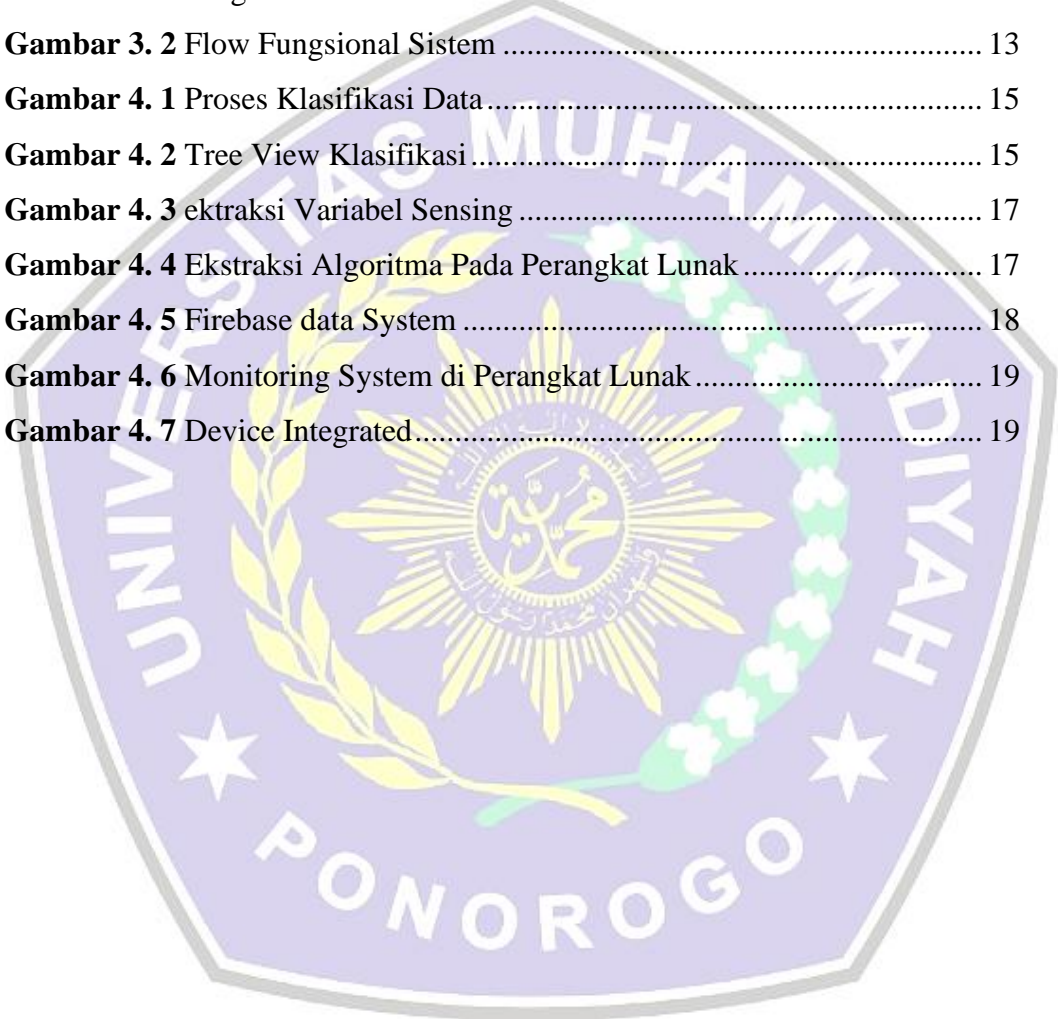 Gambar 3. 2 Flow Fungsional Sistem ........ 13
Gambar 4. 1 Proses Klasifikasi Data ........ 15
Gambar 4. 2 Tree View Klasifikasi ........ 15
Gambar 4. 3 ektraksi Variabel Sensing ........ 17
Gambar 4. 4 Ekstraksi Algoritma Pada Perangkat Lunak ........ 17
Gambar 4. 5 Firebase data System ........ 18
Gambar 4. 6 Monitoring System di Perangkat Lunak ........ 19
Gambar 4. 7 Device Integrated ........ 19
UNIVERSITAS MUHAMMADIYAH
PONOROGO
محمدية